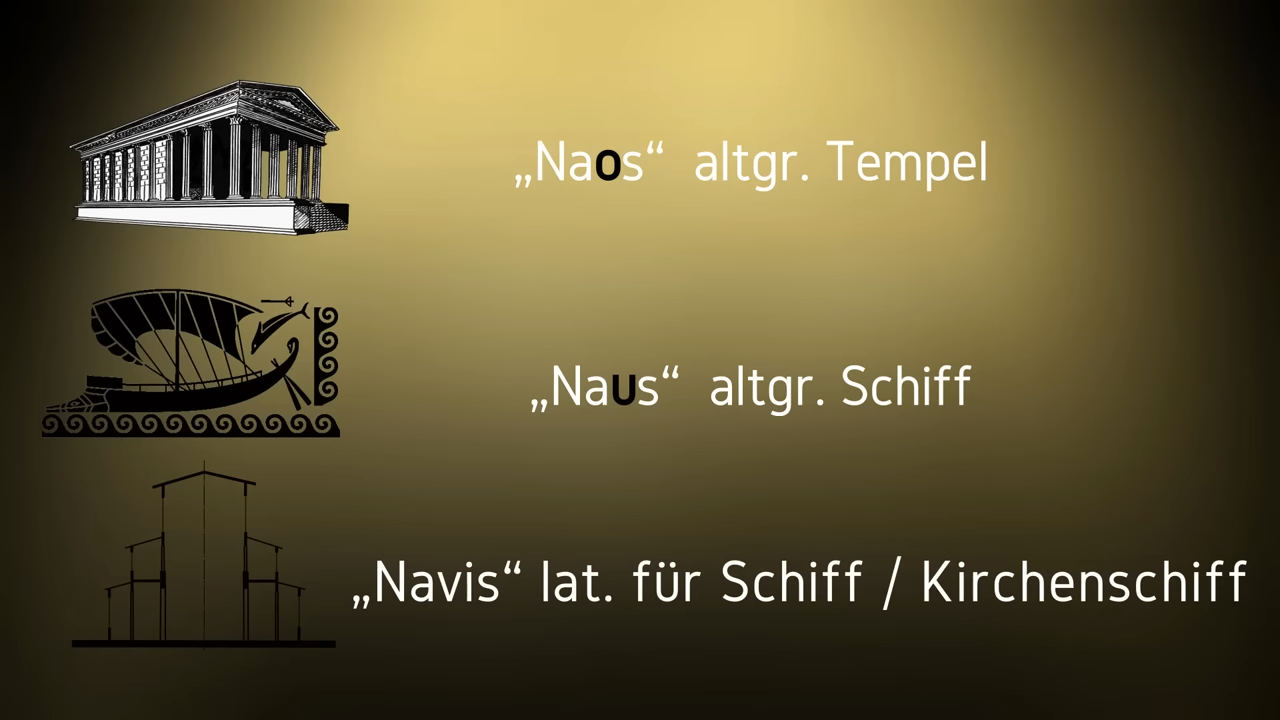 „Naos“ altgr. Tempel
„Naus“ altgr. Schiff
„Navis“ lat. für Schiff / Kirchenschiff